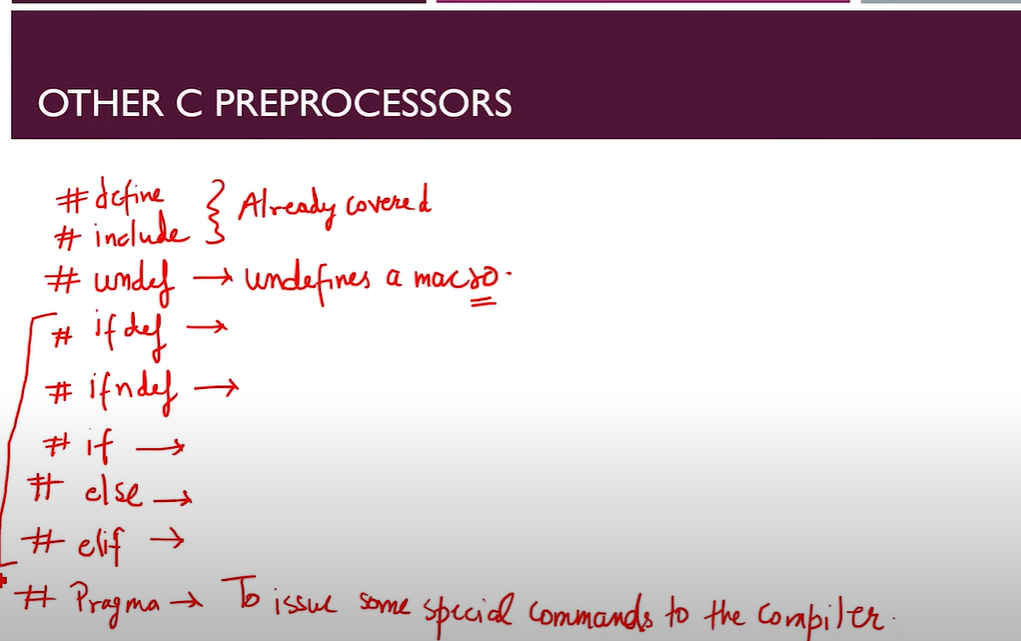 OTHER C PREPROCESSORS
# define } Already covered
# include
# undef → undefines a macro.
# ifdef →
# ifndef →
# if →
# else →
# elif →
# Pragma → To issue some special commands to the compiler.